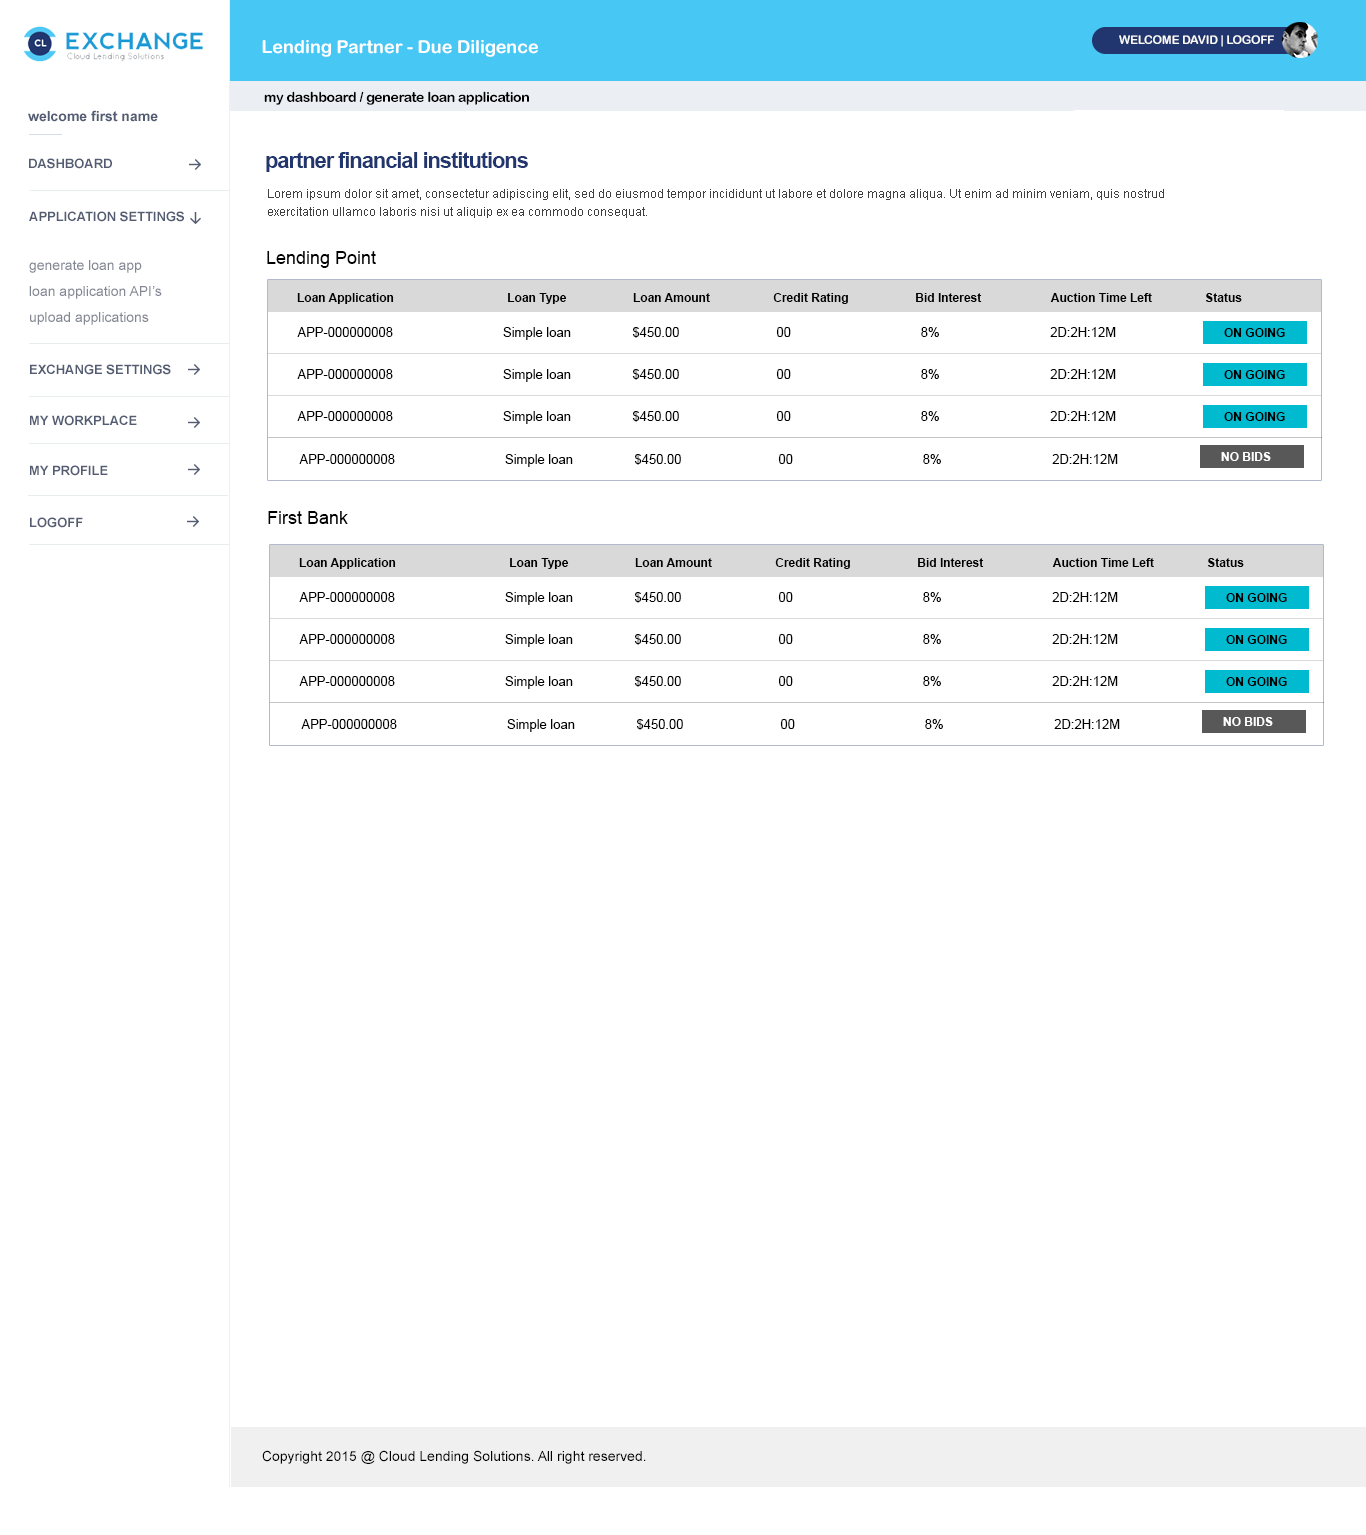 CL EXCHANGE
Cloud Lending Solutions
welcome first name
DASHBOARD
APPLICATION SETTINGS
generate loan app
loan application API's
upload applications
EXCHANGE SETTINGS
MY WORKPLACE
MY PROFILE
LOGOFF
Lending Partner - Due Diligence
WELCOME DAVID | LOGOFF
my dashboard / generate loan application
partner financial institutions
Lorem ipsum dolor sit amet, consectetur adipiscing elit, sed do eiusmod tempor incididunt ut labore et dolore magna aliqua. Ut enim ad minim veniam, quis nostrud
exercitation ullamco laboris nisi ut aliquip ex ea commodo consequat.
Lending Point
Loan Application Loan Type Loan Amount Credit Rating Bid Interest Auction Time Left Status
APP-000000008 Simple loan $450.00 00 8% 2D:2H:12M ON GOING
APP-000000008 Simple loan $450.00 00 8% 2D:2H:12M ON GOING
APP-000000008 Simple loan $450.00 00 8% 2D:2H:12M ON GOING
APP-000000008 Simple loan $450.00 00 8% 2D:2H:12M NO BIDS
First Bank
Loan Application Loan Type Loan Amount Credit Rating Bid Interest Auction Time Left Status
APP-000000008 Simple loan $450.00 00 8% 2D:2H:12M ON GOING
APP-000000008 Simple loan $450.00 00 8% 2D:2H:12M ON GOING
APP-000000008 Simple loan $450.00 00 8% 2D:2H:12M ON GOING
APP-000000008 Simple loan $450.00 00 8% 2D:2H:12M NO BIDS
Copyright 2015 @ Cloud Lending Solutions. All right reserved.